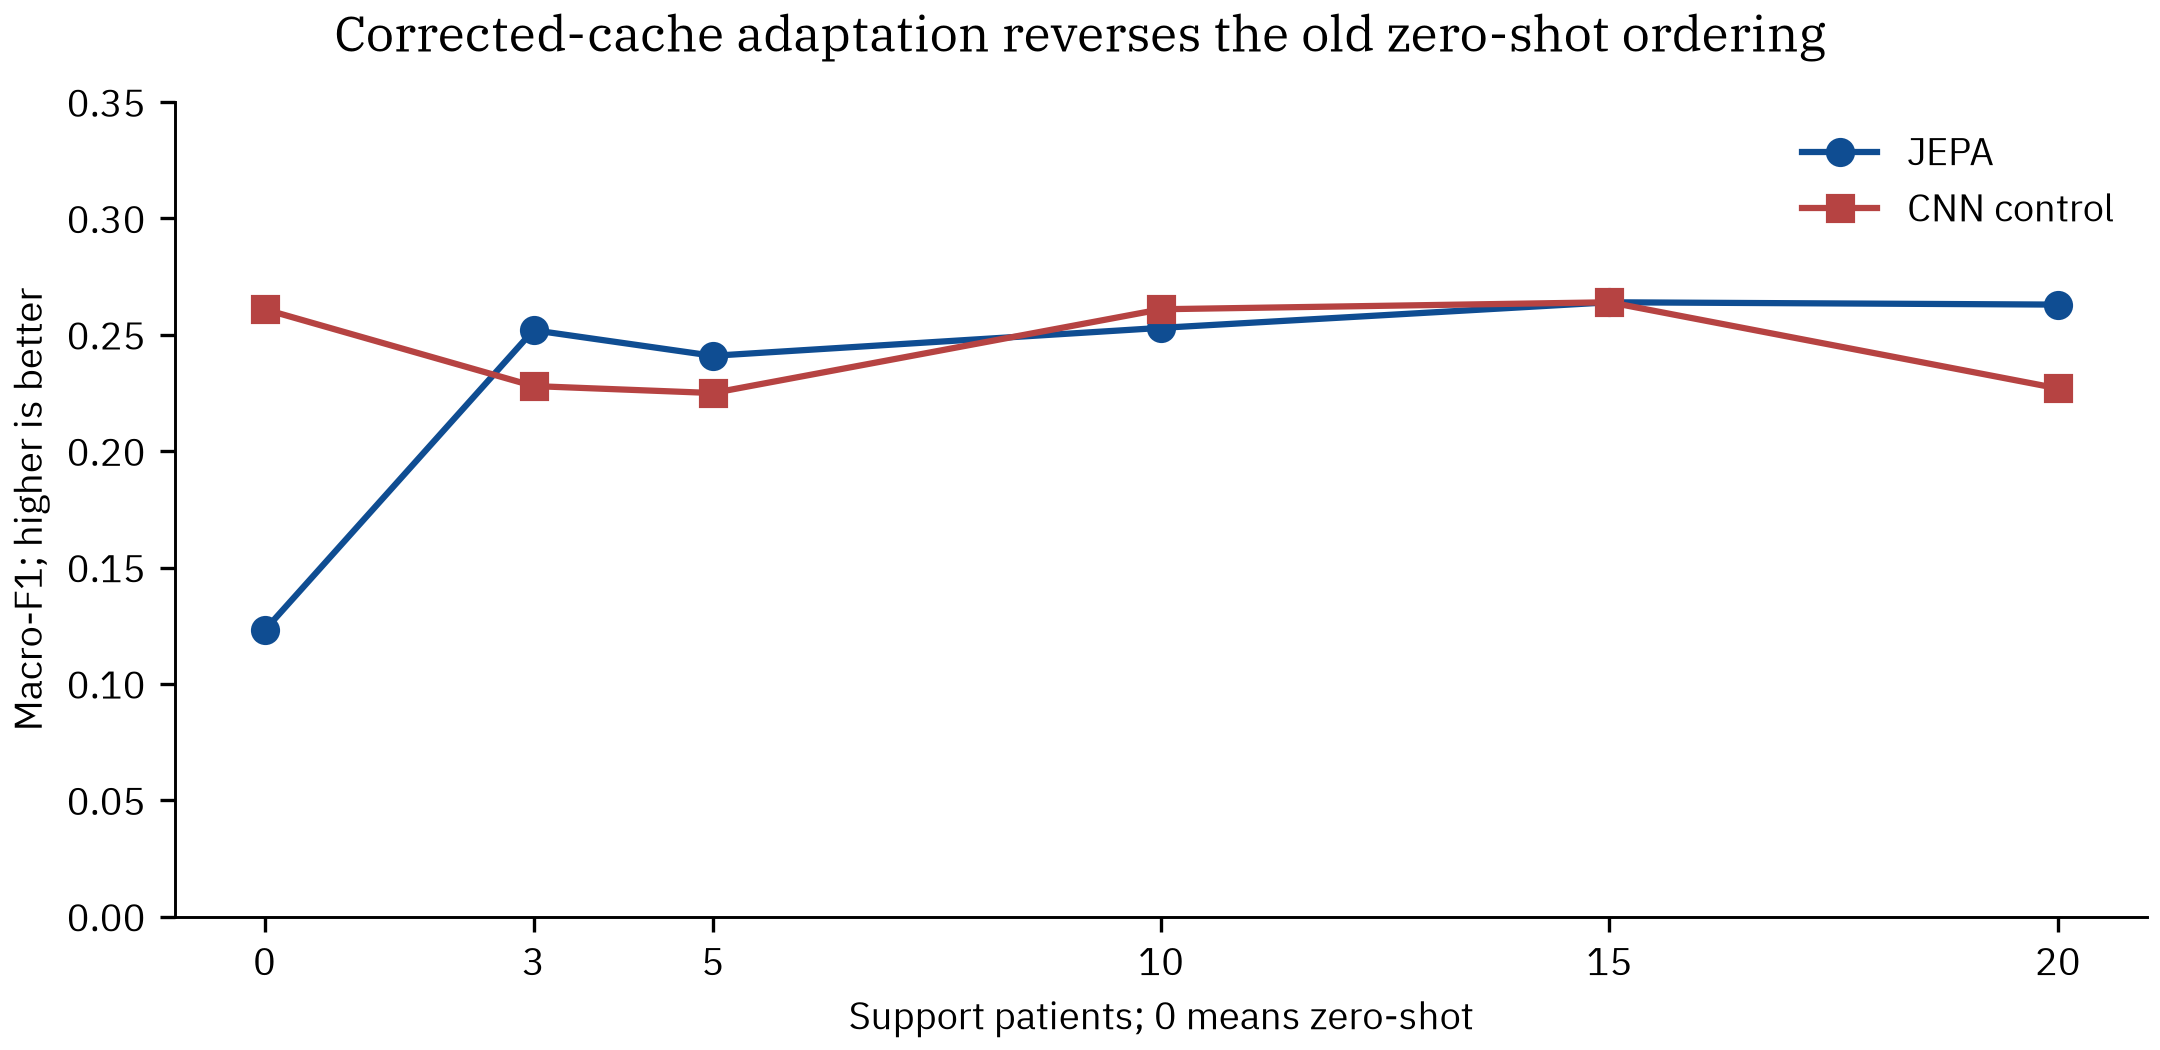 Corrected-cache adaptation reverses the old zero-shot ordering
0.35
0.30
0.25
0.20
0.15
0.10
0.05
0.00
Macro-F1; higher is better
JEPA
CNN control
0 3 5 10 15 20
Support patients; 0 means zero-shot